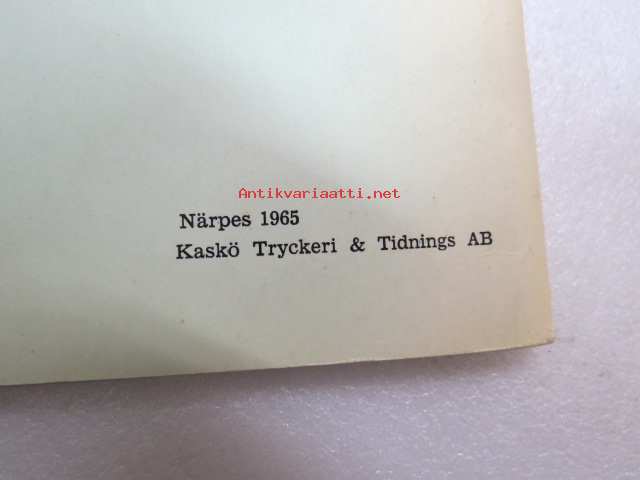 Antikvariaatti.net
Närpes 1965
Kaskö Tryckeri & Tidnings AB